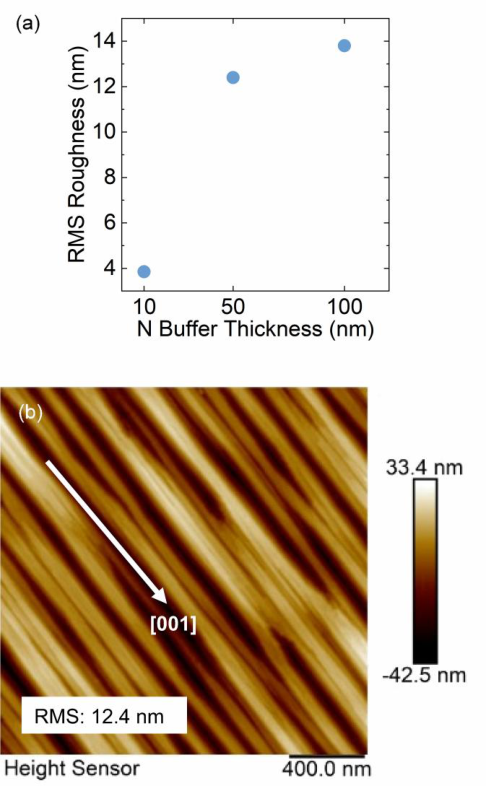 (a)
RMS Roughness (nm)
14
12
10
8
6
4
10 50 100
N Buffer Thickness (nm)
(b)
[001]
RMS: 12.4 nm
33.4 nm
-42.5 nm
Height Sensor 400.0 nm